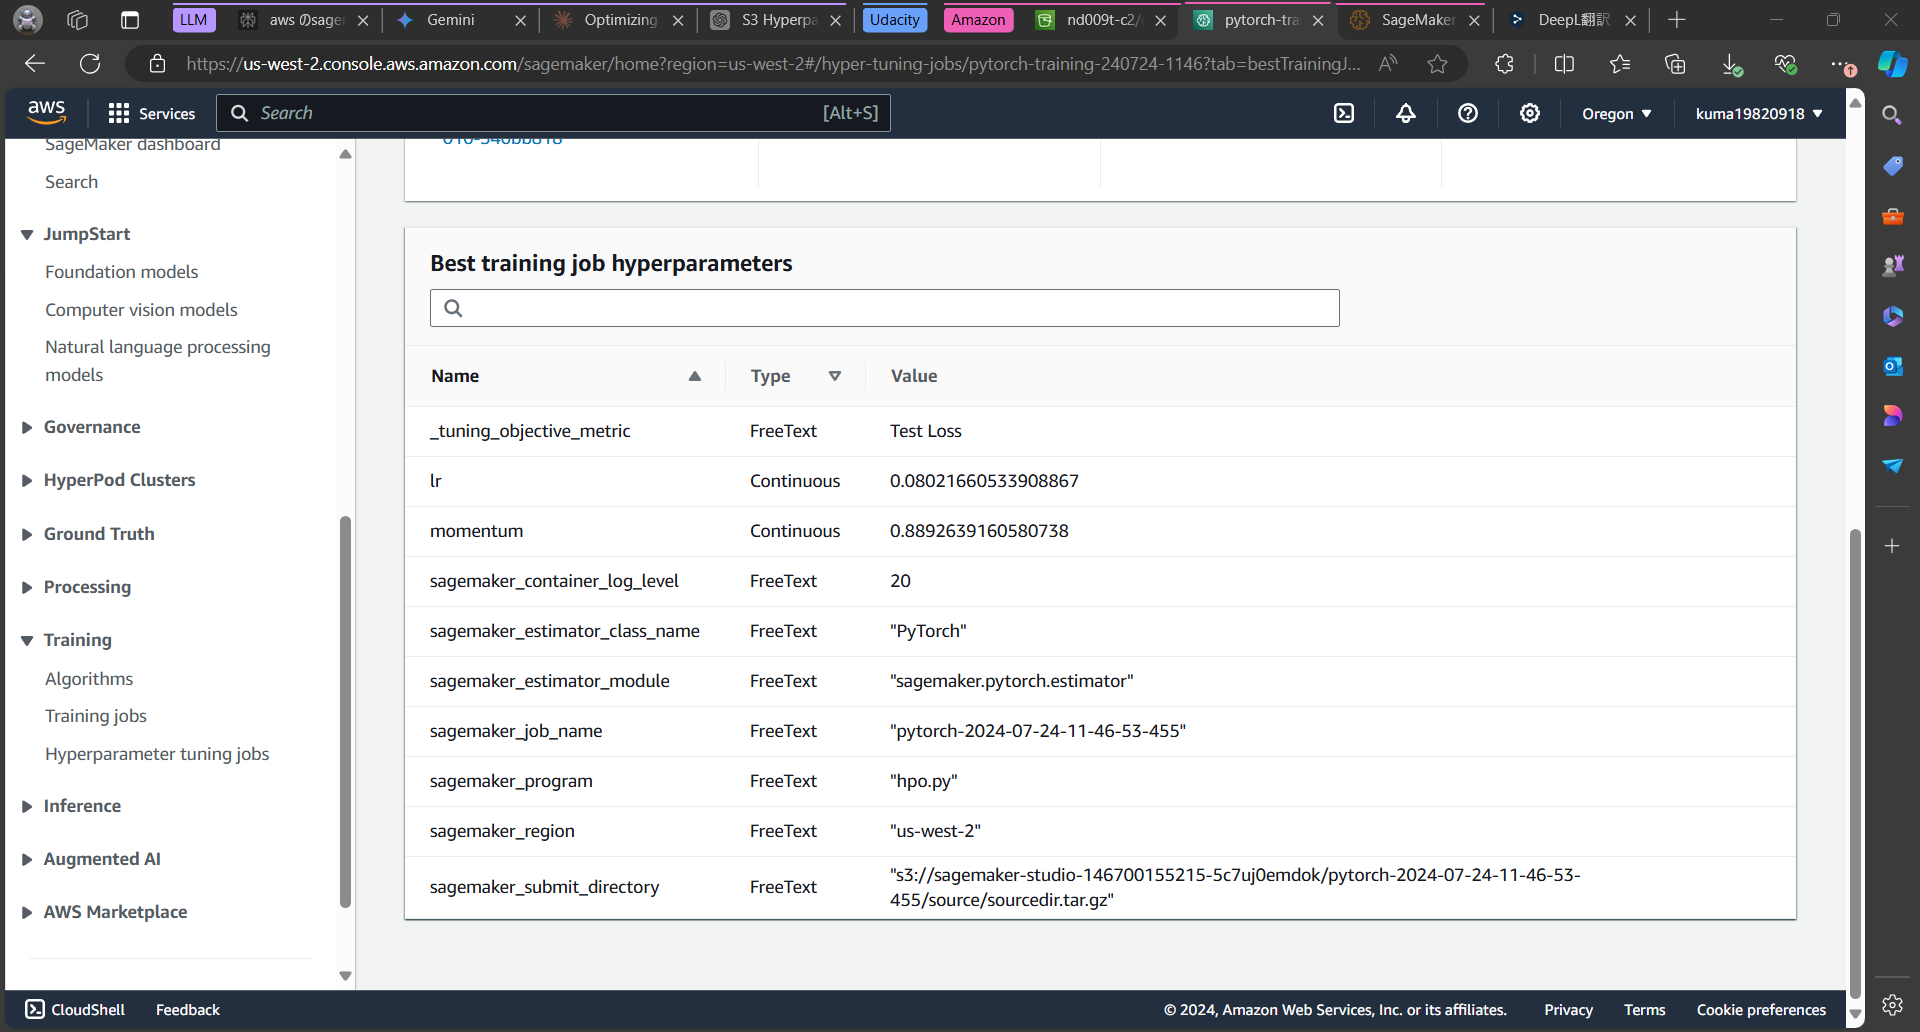 LLM
aws のsagen
Gemini
Optimizing
S3 Hyperpa
Udacity
Amazon
nd009t-c2/
pytorch-tra
SageMaker
DeepL翻訳
https://us-west-2.console.aws.amazon.com/sagemaker/home?region=us-west-2#/hyper-tuning-jobs/pytorch-training-240724-1146?tab=bestTrainingJ...
aws
Services
Search
[Alt+S]
Oregon
kuma19820918
SageMaker dashboard
Search
JumpStart
Foundation models
Computer vision models
Natural language processing
models
Governance
HyperPod Clusters
Ground Truth
Processing
Training
Algorithms
Training jobs
Hyperparameter tuning jobs
Inference
Augmented AI
AWS Marketplace
Best training job hyperparameters
Name Type Value
_tuning_objective_metric FreeText Test Loss
lr Continuous 0.08021660533908867
momentum Continuous 0.8892639160580738
sagemaker_container_log_level FreeText 20
sagemaker_estimator_class_name FreeText "PyTorch"
sagemaker_estimator_module FreeText "sagemaker.pytorch.estimator"
sagemaker_job_name FreeText "pytorch-2024-07-24-11-46-53-455"
sagemaker_program FreeText "hpo.py"
sagemaker_region FreeText "us-west-2"
sagemaker_submit_directory FreeText "s3://sagemaker-studio-146700155215-5c7uj0emdok/pytorch-2024-07-24-11-46-53-
455/source/sourcedir.tar.gz"
CloudShell
Feedback
© 2024, Amazon Web Services, Inc. or its affiliates.
Privacy
Terms
Cookie preferences